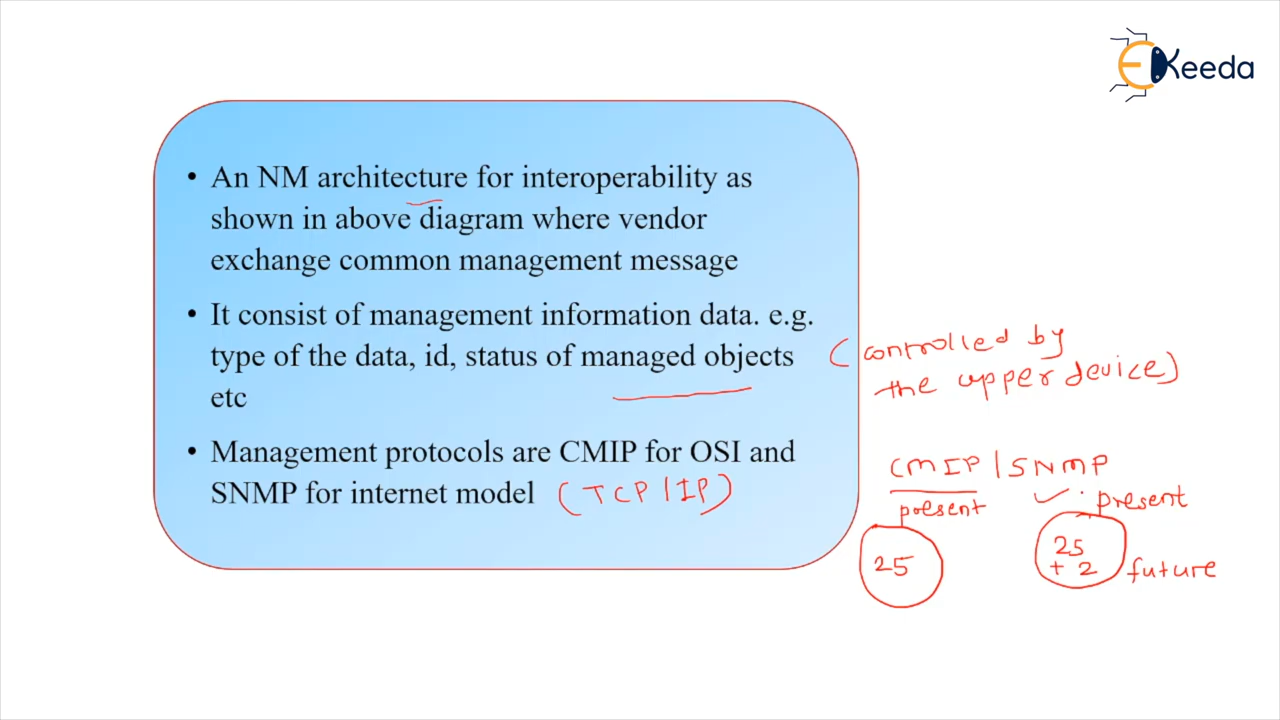 EKeeda
• An NM architecture for interoperability as
shown in above diagram where vendor
exchange common management message
• It consist of management information data. e.g.
type of the data, id, status of managed objects
etc
(controlled by
the upper device)
• Management protocols are CMIP for OSI and
SNMP for internet model (TCP/IP)
CMIP/SNMP
present
present
25
25
+ 2
future